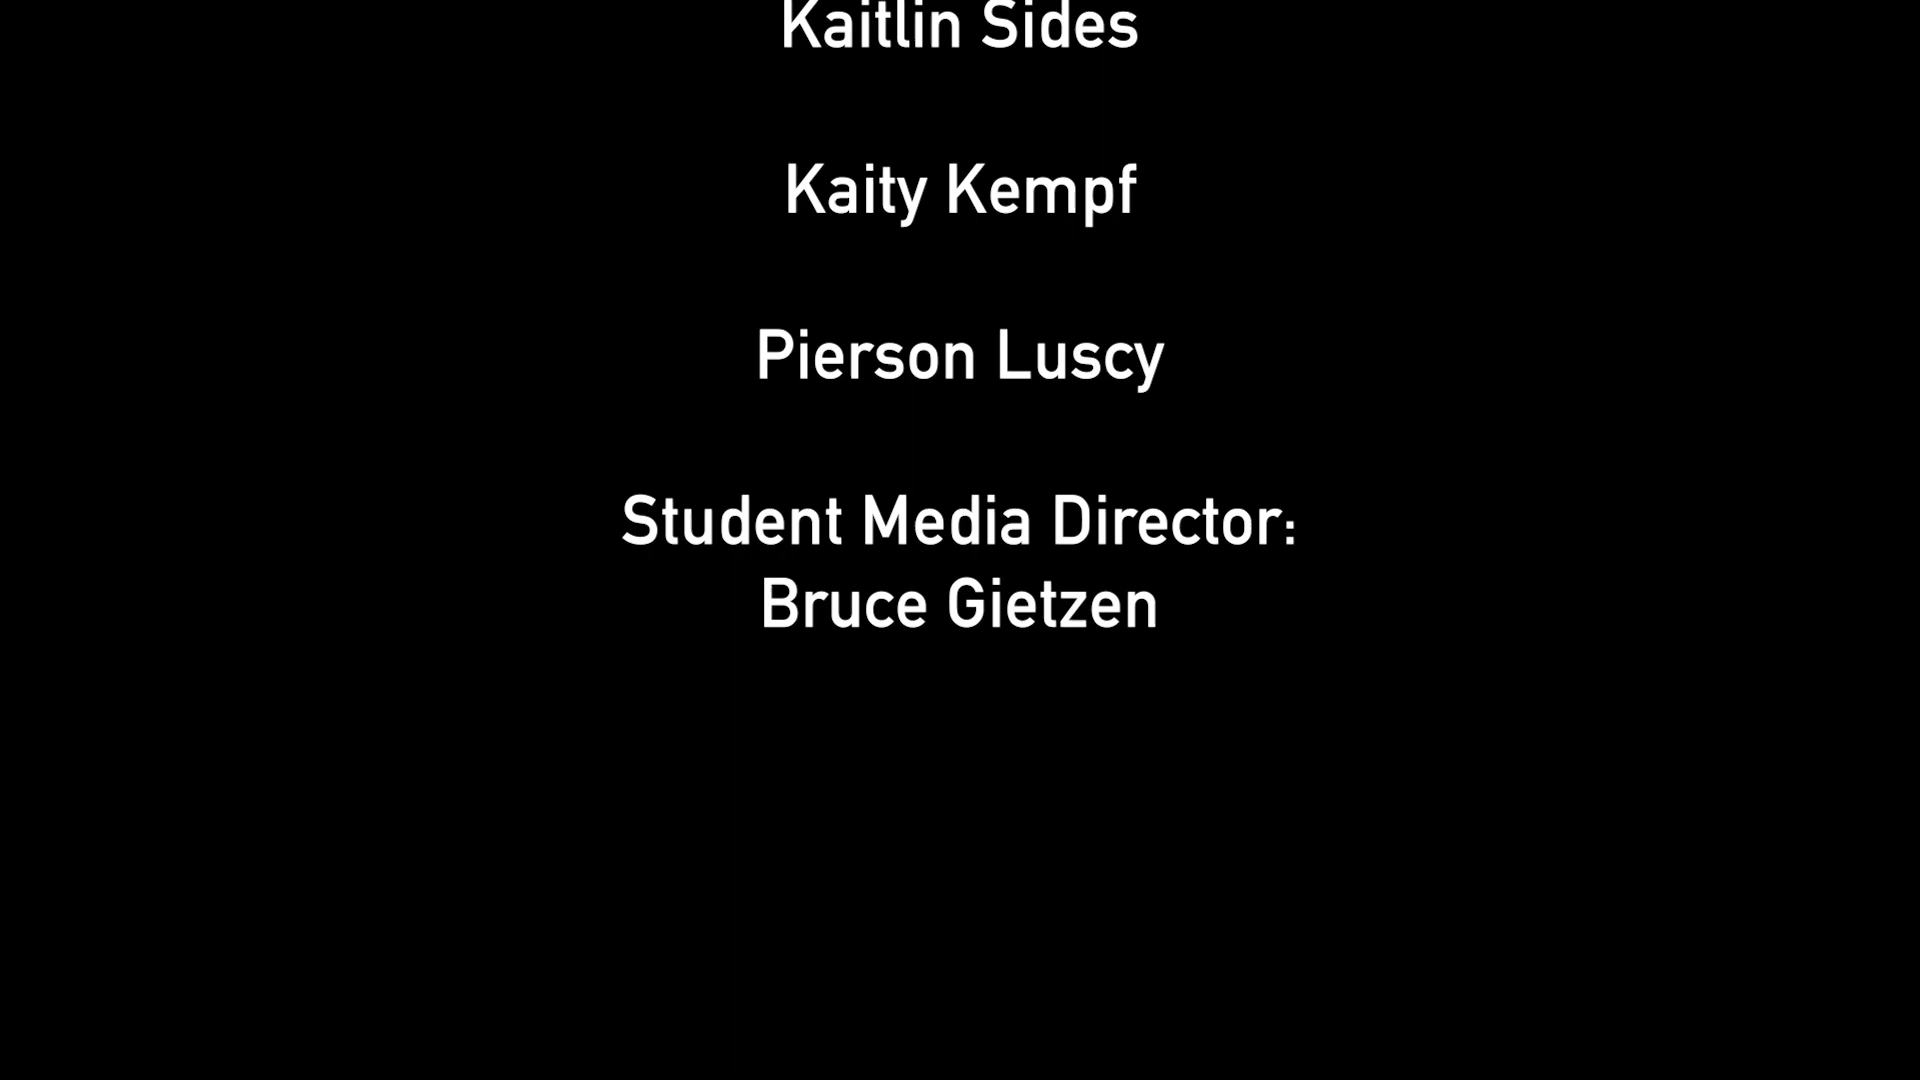 Kaitlin Sides
Kaity Kempf
Pierson Luscy
Student Media Director:
Bruce Gietzen